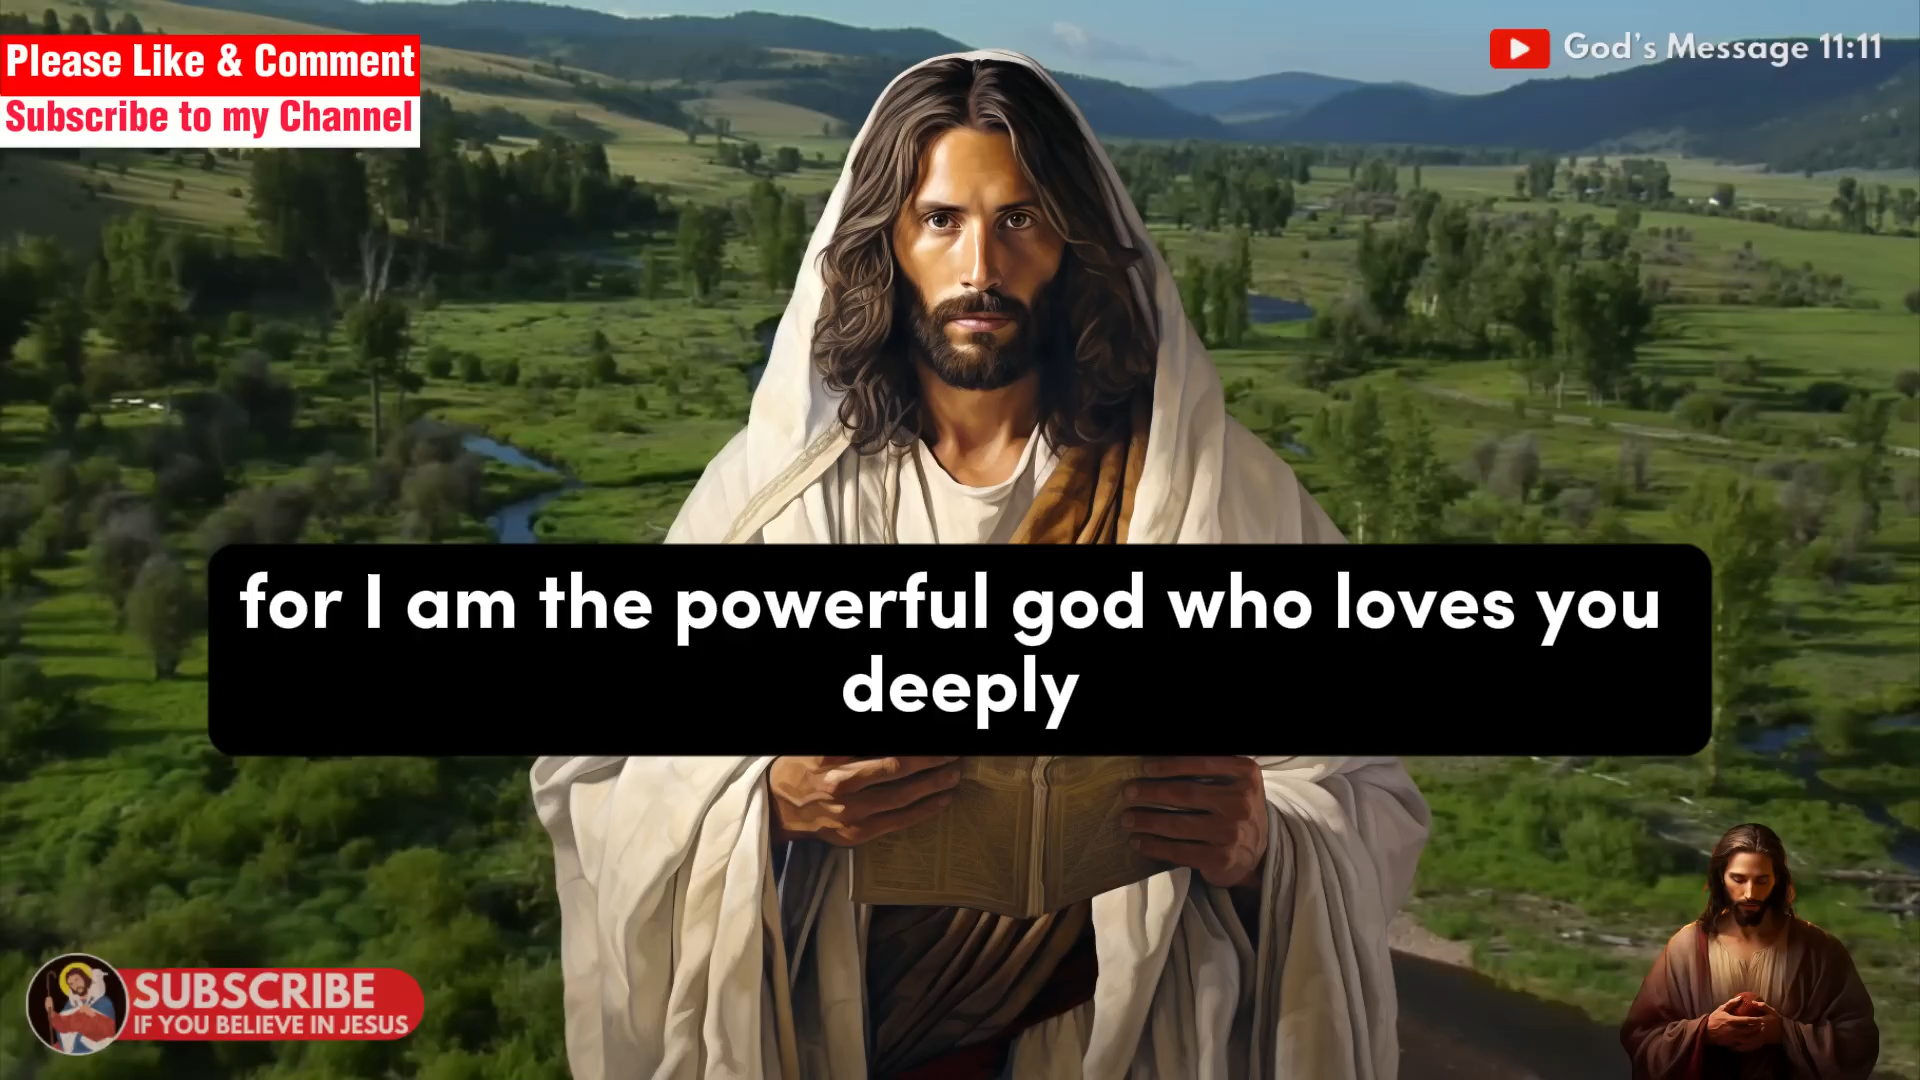 Please Like & Comment
Subscribe to my Channel
God's Message 11:11
for I am the powerful god who loves you
deeply
SUBSCRIBE
IF YOU BELIEVE IN JESUS